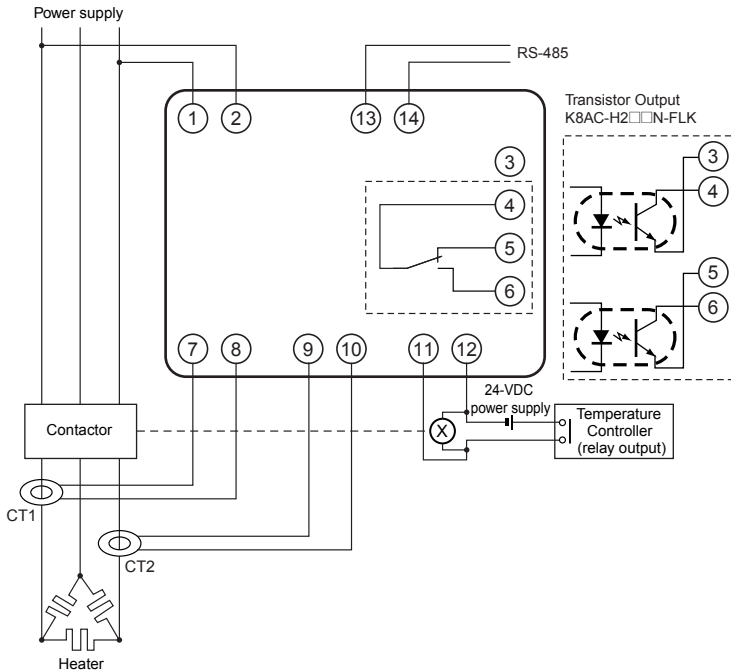 Power supply
RS-485
1 2 13 14
Transistor Output
K8AC-H2□□N-FLK
3
4
5
6
3
4
5
6
7 8 9 10 11 12
24-VDC
power supply
Contactor
X
Temperature
Controller
(relay output)
CT1
CT2
Heater